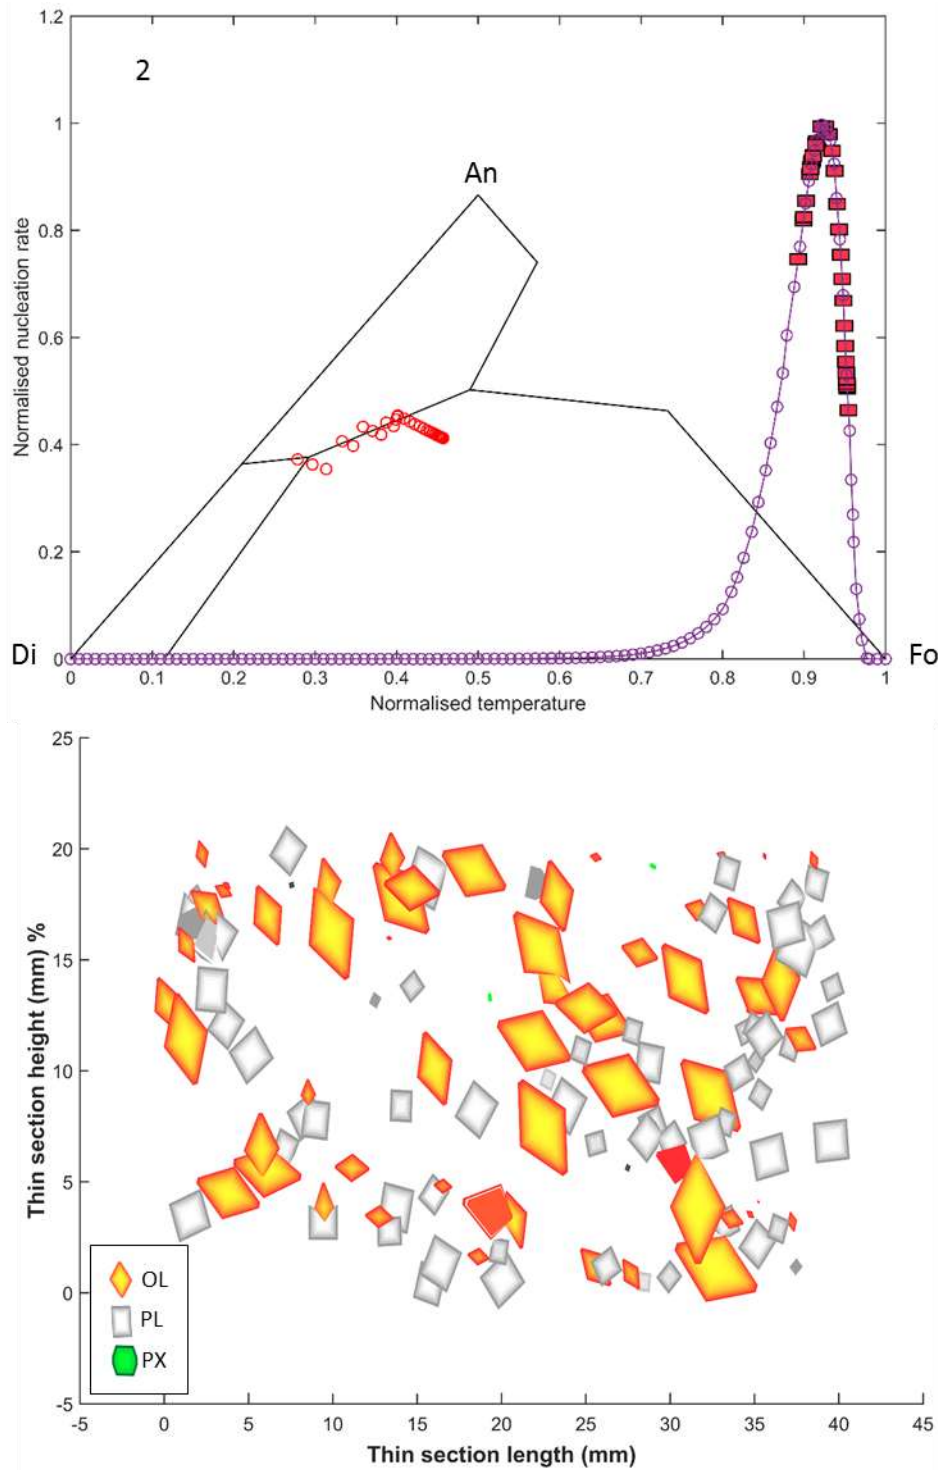 1.2
2
1
An
0.8
Normalised nucleation rate
0.6
0.4
0.2
Di
0
Fo
0 0.1 0.2 0.3 0.4 0.5 0.6 0.7 0.8 0.9 1
Normalised temperature
25
20
15
10
5
0
-5
Thin section height (mm) %
OL
PL
PX
-5 0 5 10 15 20 25 30 35 40 45
Thin section length (mm)